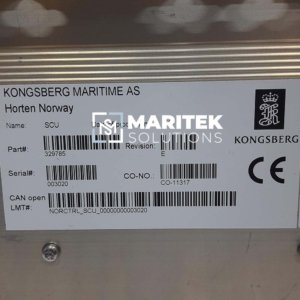 KONGSBERG MARITIME AS
Horten Norway
Name: SCU
MARITEK
SOLUTIONS
Part#: Revision:
329785 E
KONGSBERG
Serial#: CO-NO.:
003020 CO-11317
CE
CAN open
LMT#:
NORCTRL_SCU_00000000003020